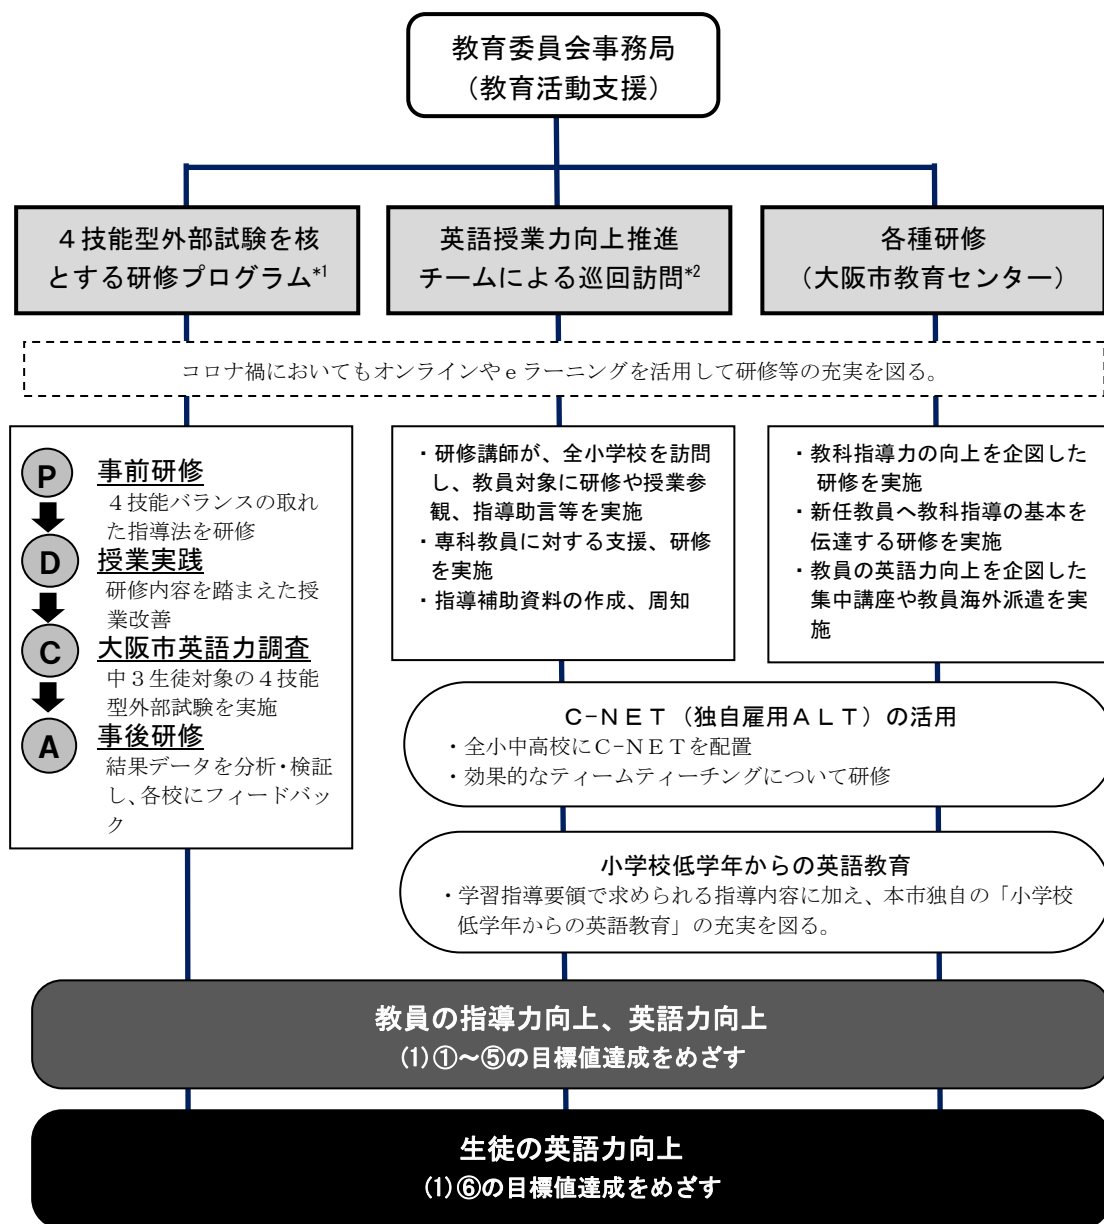 教育委員会事務局
（教育活動支援）
４技能型外部試験を核
とする研修プログラム*1
英語授業力向上推進
チームによる巡回訪問*2
各種研修
（大阪市教育センター）
コロナ禍においてもオンラインやｅラーニングを活用して研修等の充実を図る。
P
事前研修
４技能バランスの取れ
た指導法を研修
D
授業実践
研修内容を踏まえた授
業改善
C
大阪市英語力調査
中３生徒対象の４技能
型外部試験を実施
A
事後研修
結果データを分析・検証
し、各校にフィードバッ
ク
・研修講師が、全小学校を訪問
し、教員対象に研修や授業参
観、指導助言等を実施
・専科教員に対する支援、研修
を実施
・指導補助資料の作成、周知
・教科指導力の向上を企図した
研修を実施
・新任教員へ教科指導の基本を
伝達する研修を実施
・教員の英語力向上を企図した
集中講座や教員海外派遣を実
施
Ｃ-ＮＥＴ（独自雇用ＡＬＴ）の活用
・全小中高校にＣ-ＮＥＴを配置
・効果的なティームティーチングについて研修
小学校低学年からの英語教育
・学習指導要領で求められる指導内容に加え、本市独自の「小学校
低学年からの英語教育」の充実を図る。
教員の指導力向上、英語力向上
(1)①～⑤の目標値達成をめざす
生徒の英語力向上
(1)⑥の目標値達成をめざす